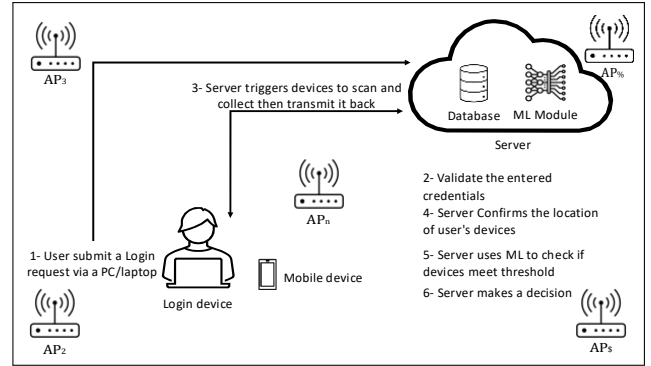 AP3
AP%
3- Server triggers devices to scan and
collect then transmit it back
Database
ML Module
Server
APn
2- Validate the entered
credentials
4- Server Confirms the location
of user's devices
5- Server uses ML to check if
devices meet threshold
6- Server makes a decision
1- User submit a Login
request via a PC/laptop
Mobile device
Login device
AP2
AP$